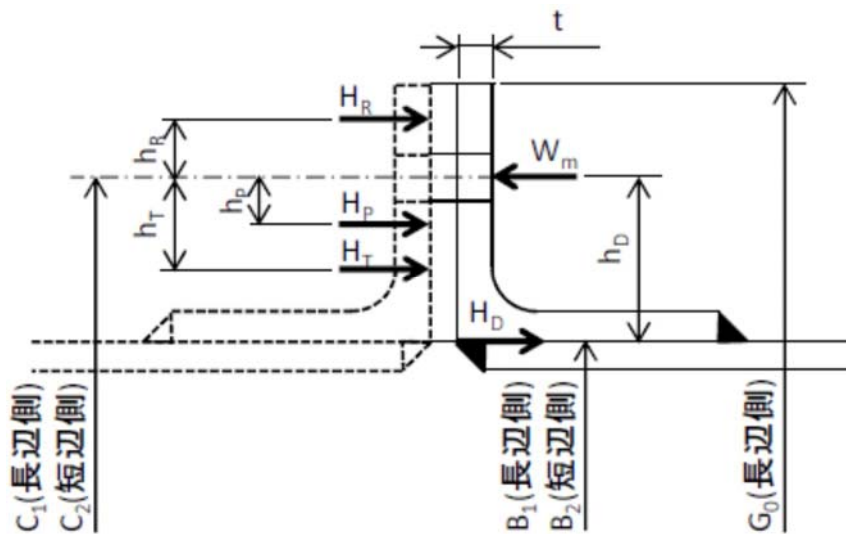 t
H_R
h_R
W_m
h_P
h_T
H_P
H_T
h_D
H_D
C_1(長辺側)
C_2(短辺側)
B_1(長辺側)
B_2(短辺側)
G_0(長辺側)